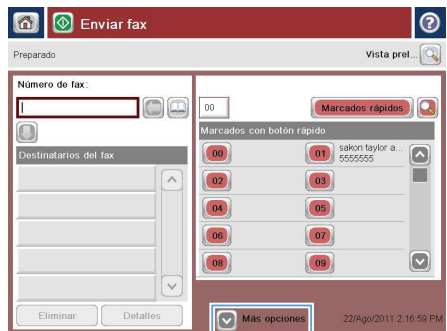 Enviar fax
Preparado
Vista prel...
Número de fax:
00
Marcados rápidos
Marcados con botón rápido
Destinatarios del fax
00
01 sakon taylor a...
5555555
02
03
04
05
06
07
08
09
Eliminar
Detalles
Más opciones
22/Ago/2011 2:16:59 PM